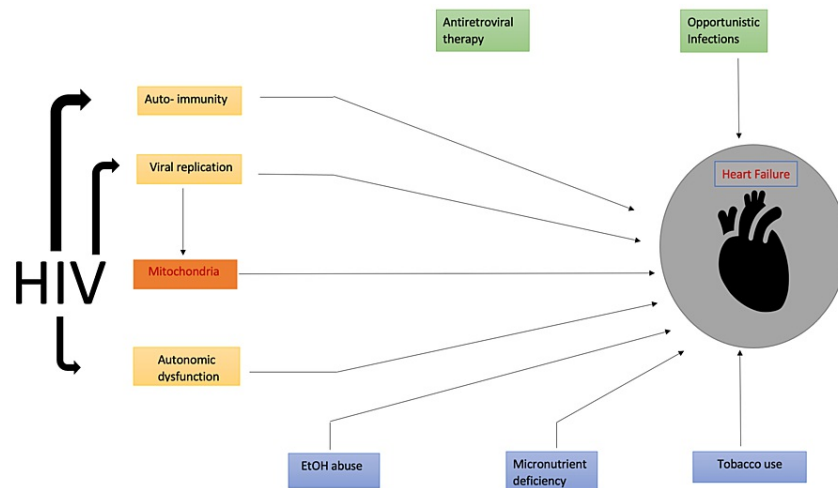 Antiretroviral
therapy
Opportunistic
Infections
Auto- immunity
Viral replication
Heart Failure
HIV
Mitochondria
Autonomic
dysfunction
EtOH abuse
Micronutrient
deficiency
Tobacco use